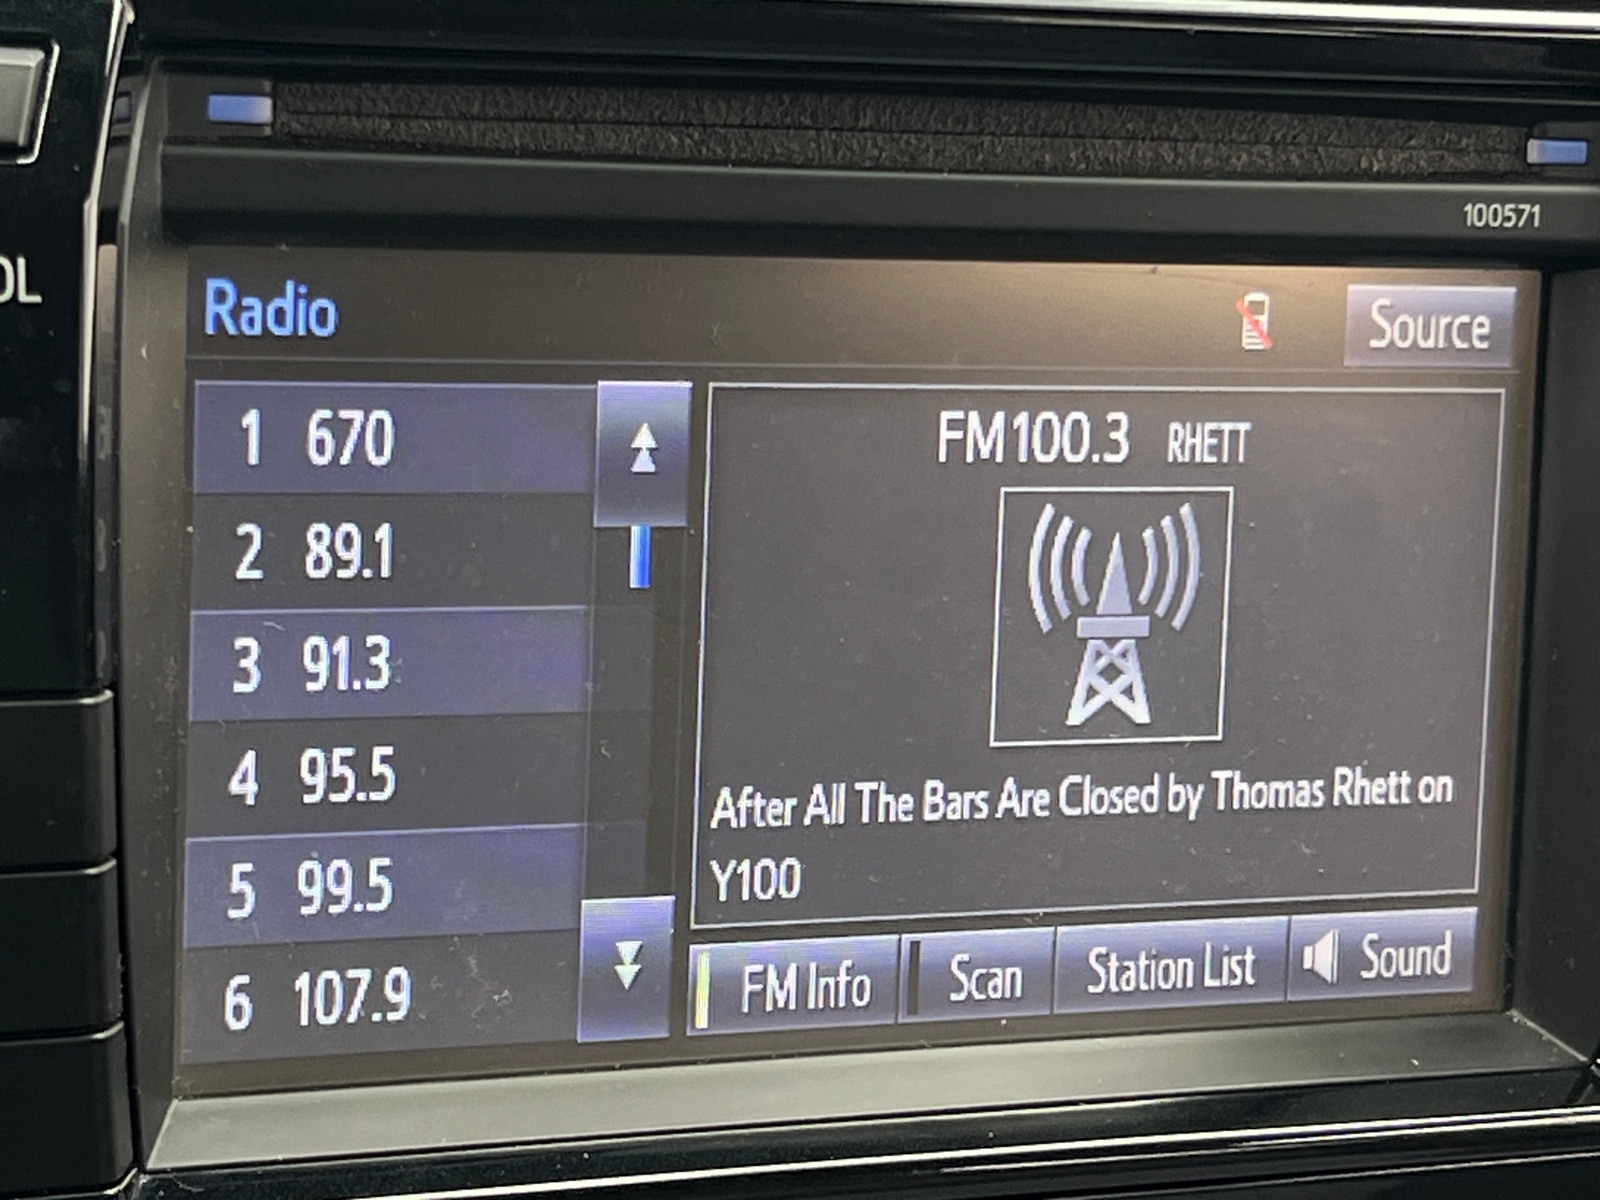 OL
100571
Radio
Source
1 670
2 89.1
3 91.3
4 95.5
5 99.5
6 107.9
FM100.3 RHETT
After All The Bars Are Closed by Thomas Rhett on
Y100
FM Info
Scan
Station List
Sound